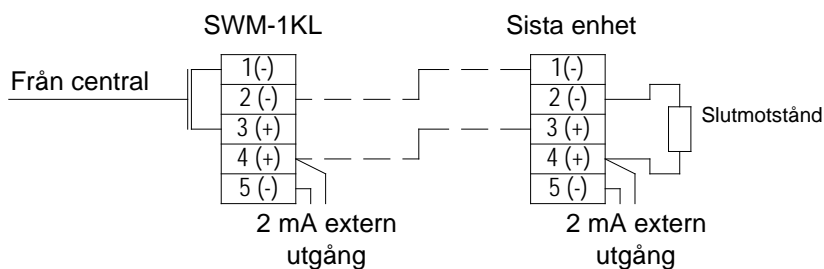 SWM-1KL
Sista enhet
Från central
1(-)
2 (-)
3 (+)
4 (+)
5 (-)
2 mA extern
utgång
1(-)
2 (-)
3 (+)
4 (+)
5 (-)
Slutmotstånd
2 mA extern
utgång